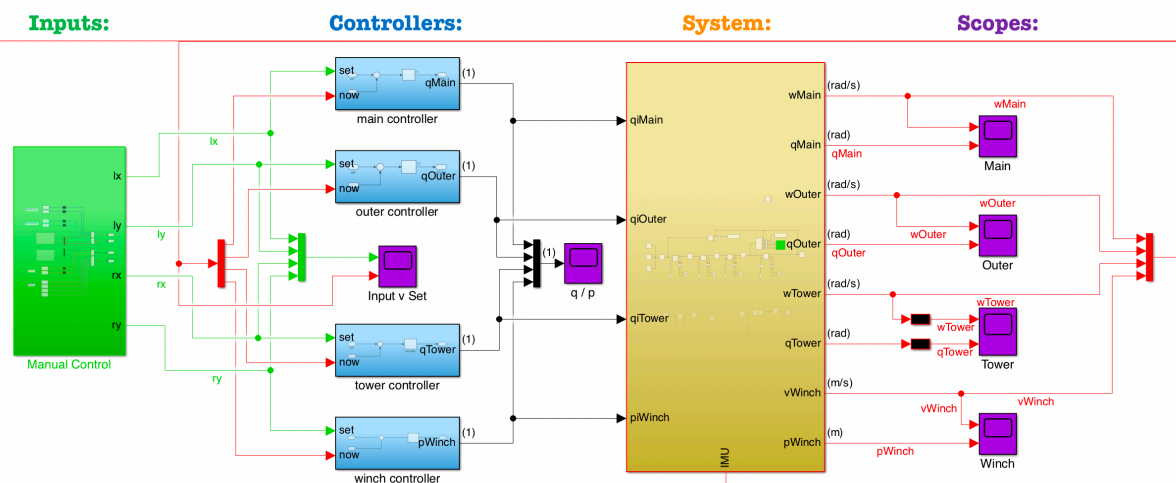 Inputs:
Controllers:
System:
Scopes:
set
now
qMain
(1)
main controller
lx
lx
set
now
qOuter
(1)
outer controller
ly
ly
rx
rx
Input v Set
(1)
q / p
set
now
qTower
(1)
tower controller
ry
ry
Manual Control
set
now
pWinch
(1)
winch controller
qiMain
qiOuter
qiTower
piWinch
IMU
wMain
(rad/s)
wMain
qMain
(rad)
qMain
Main
wOuter
(rad/s)
wOuter
wOuter
qOuter
(rad)
qOuter
Outer
wTower
(rad/s)
wTower
wTower
qTower
(rad)
qTower
Tower
vWinch
(m/s)
vWinch
vWinch
pWinch
(m)
pWinch
Winch